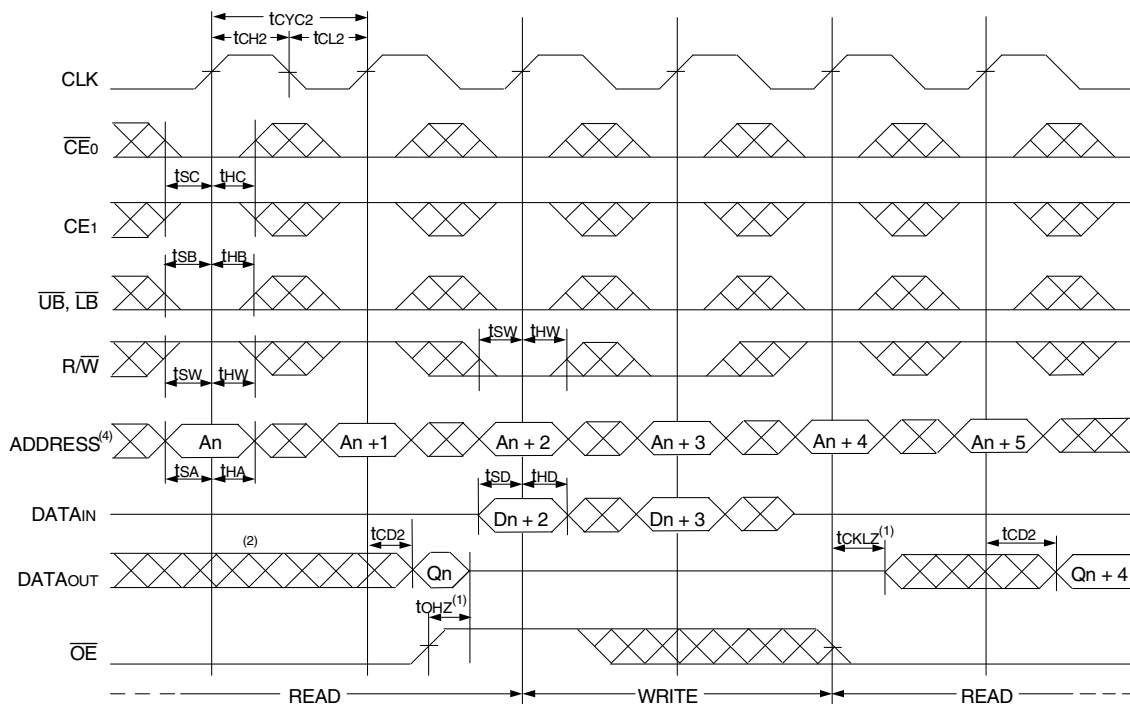 tCYC2
tCH2 tCL2
CLK
CE0
tSC tHC
CE1
tSB tHB
UB, LB
tSW tHW
R/W
tSW tHW
ADDRESS(4) An An +1 An + 2 An + 3 An + 4 An + 5
tSA tHA tSD tHD
DATAIN Dn + 2 Dn + 3
tCD2 tCKLZ(1) tCD2
(2)
DATAOUT Qn Qn + 4
tOHZ(1)
OE
READ WRITE READ